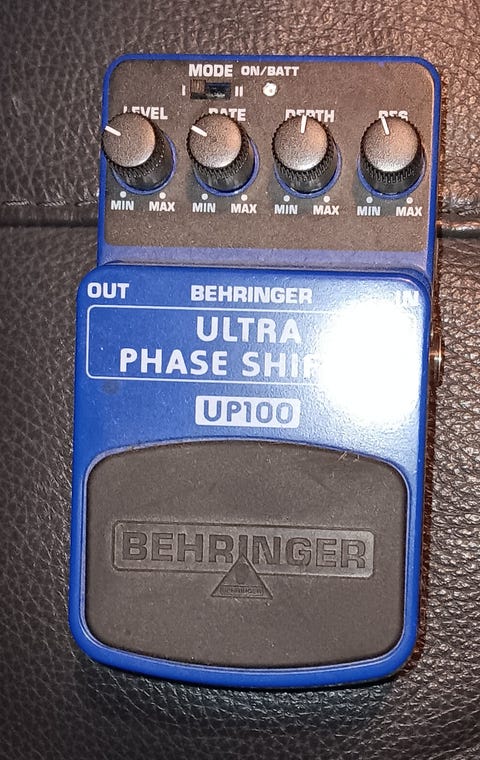 MODE ON/BATT
I II
LEVEL RATE DEPTH RES
MIN MAX MIN MAX MIN MAX MIN MAX
OUT BEHRINGER IN
ULTRA
PHASE SHIF
UP100
BEHRINGER
BEHRINGER